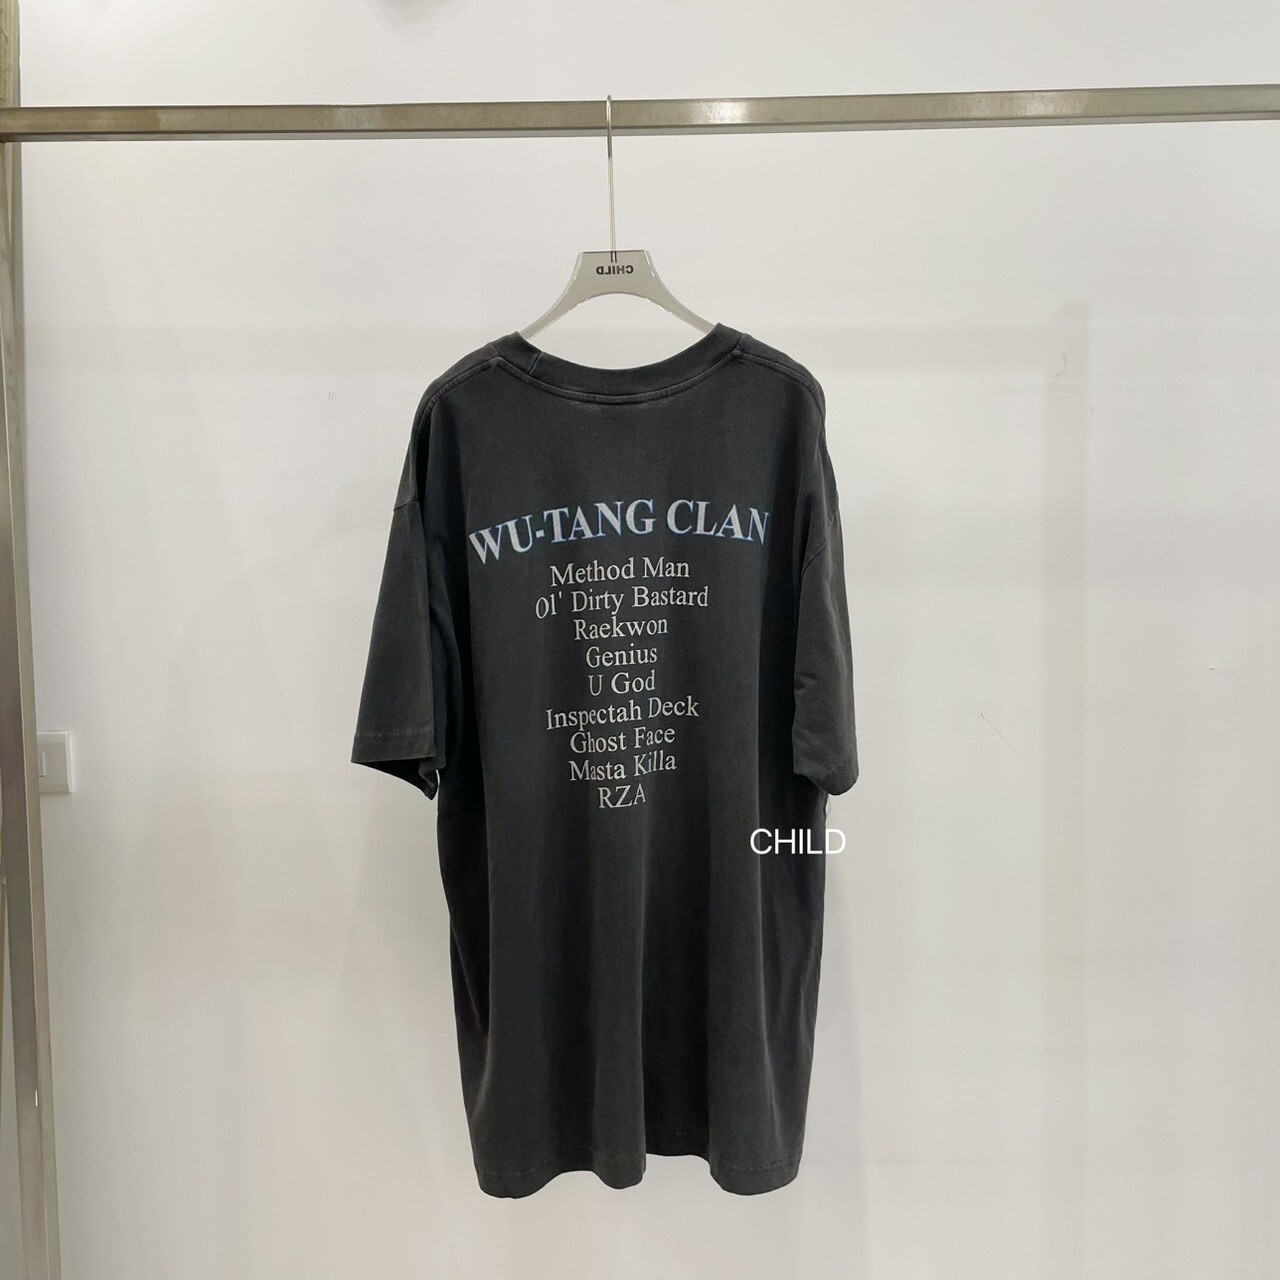 CHILD
WU-TANG CLAN
Method Man
Ol' Dirty Bastard
Raekwon
Genius
U God
Inspectah Deck
Ghost Face
Masta Killa
RZA
CHILD